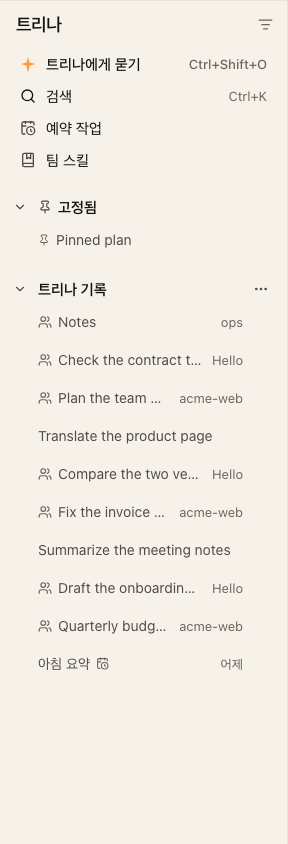 트리나
트리나에게 묻기 Ctrl+Shift+O
검색 Ctrl+K
예약 작업
팀 스킬
고정됨
Pinned plan
트리나 기록
Notes ops
Check the contract t... Hello
Plan the team ... acme-web
Translate the product page
Compare the two ve... Hello
Fix the invoice ... acme-web
Summarize the meeting notes
Draft the onboardin... Hello
Quarterly budg... acme-web
아침 요약 어제